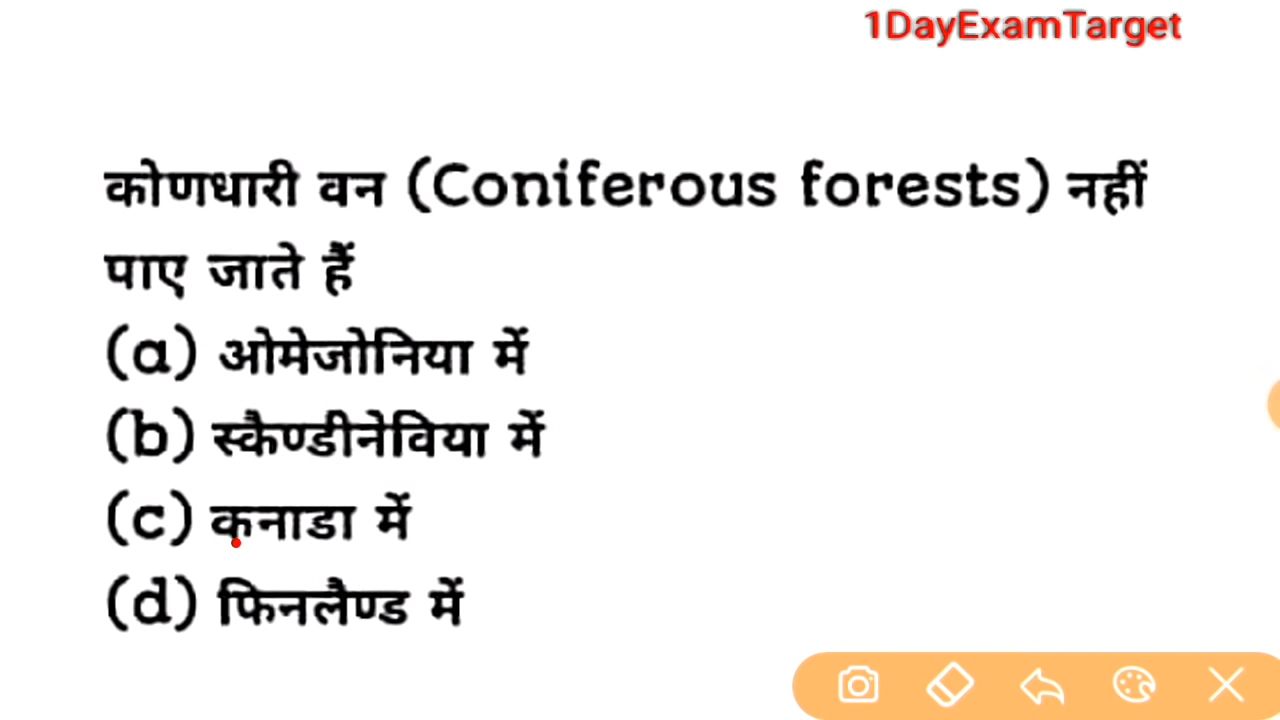 1DayExamTarget
कोणधारी वन (Coniferous forests) नहीं
पाए जाते हैं
(a) ओमेजोनिया में
(b) स्कैण्डीनेविया में
(c) कनाडा में
(d) फिनलैण्ड में